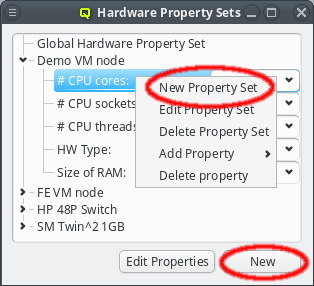 Hardware Property Sets
Global Hardware Property Set
Demo VM node
# CPU cores:
# CPU sockets
# CPU threads
HW Type:
Size of RAM:
FE VM node
HP 48P Switch
SM Twin^2 1GB
New Property Set
Edit Property Set
Delete Property Set
Add Property
Delete property
Edit Properties
New